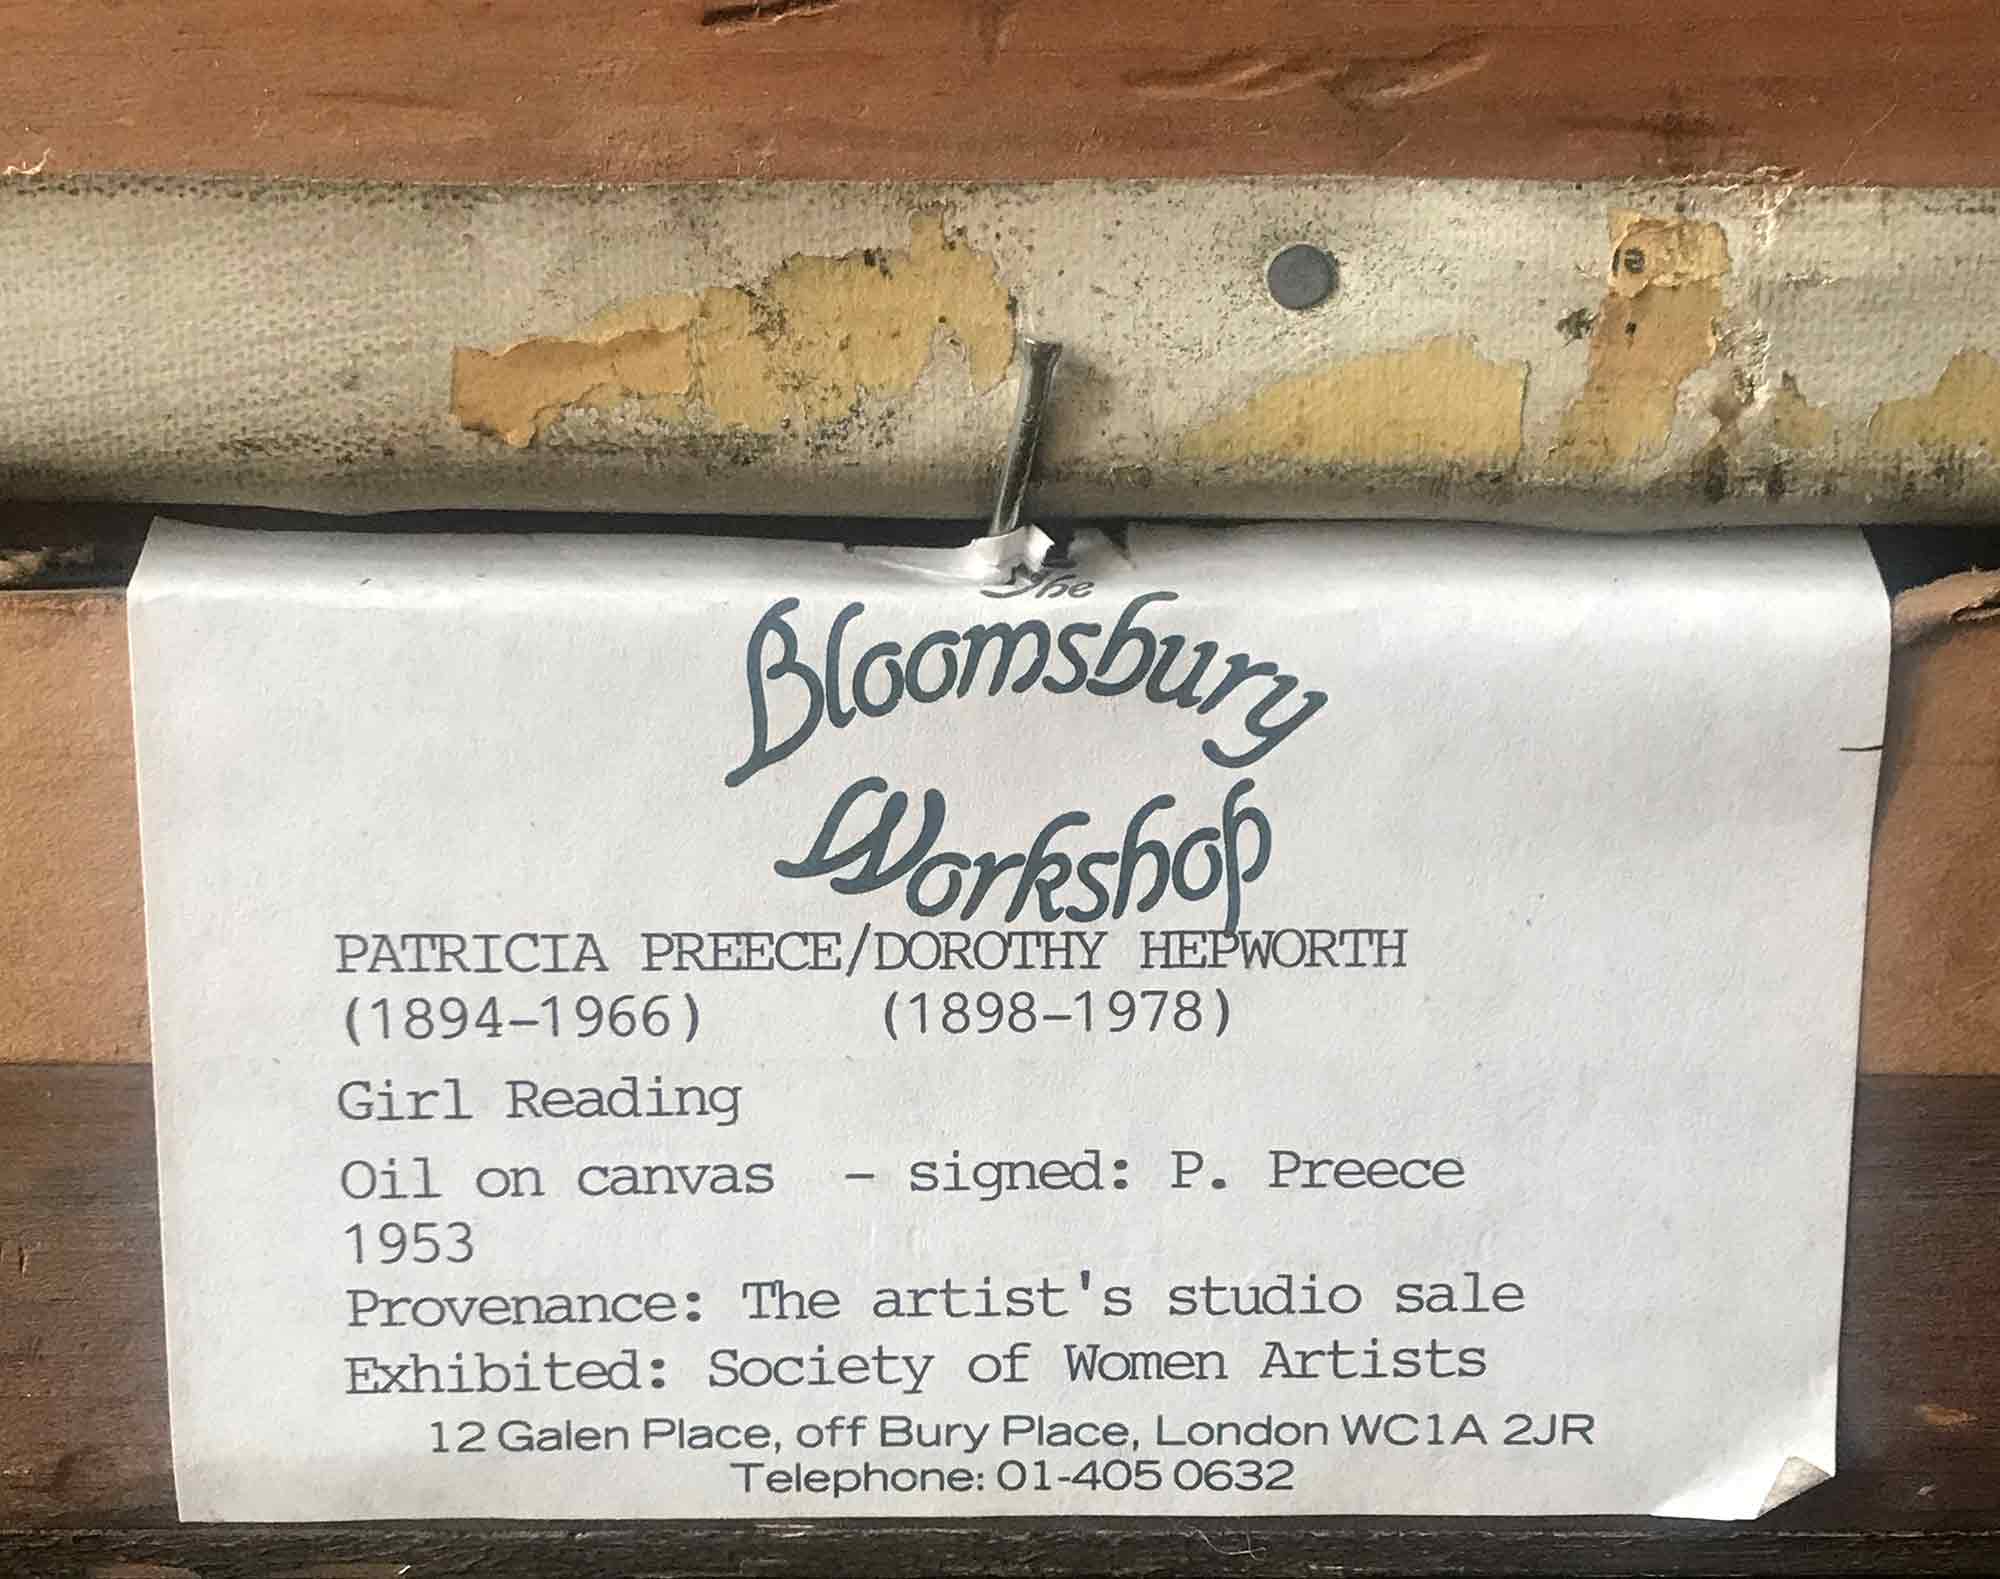 The
Bloomsbury
Workshop
PATRICIA PREECE/DOROTHY HEPWORTH
(1894-1966) (1898-1978)
Girl Reading
Oil on canvas - signed: P. Preece
1953
Provenance: The artist's studio sale
Exhibited: Society of Women Artists
12 Galen Place, off Bury Place, London WC1A 2JR
Telephone: 01-405 0632